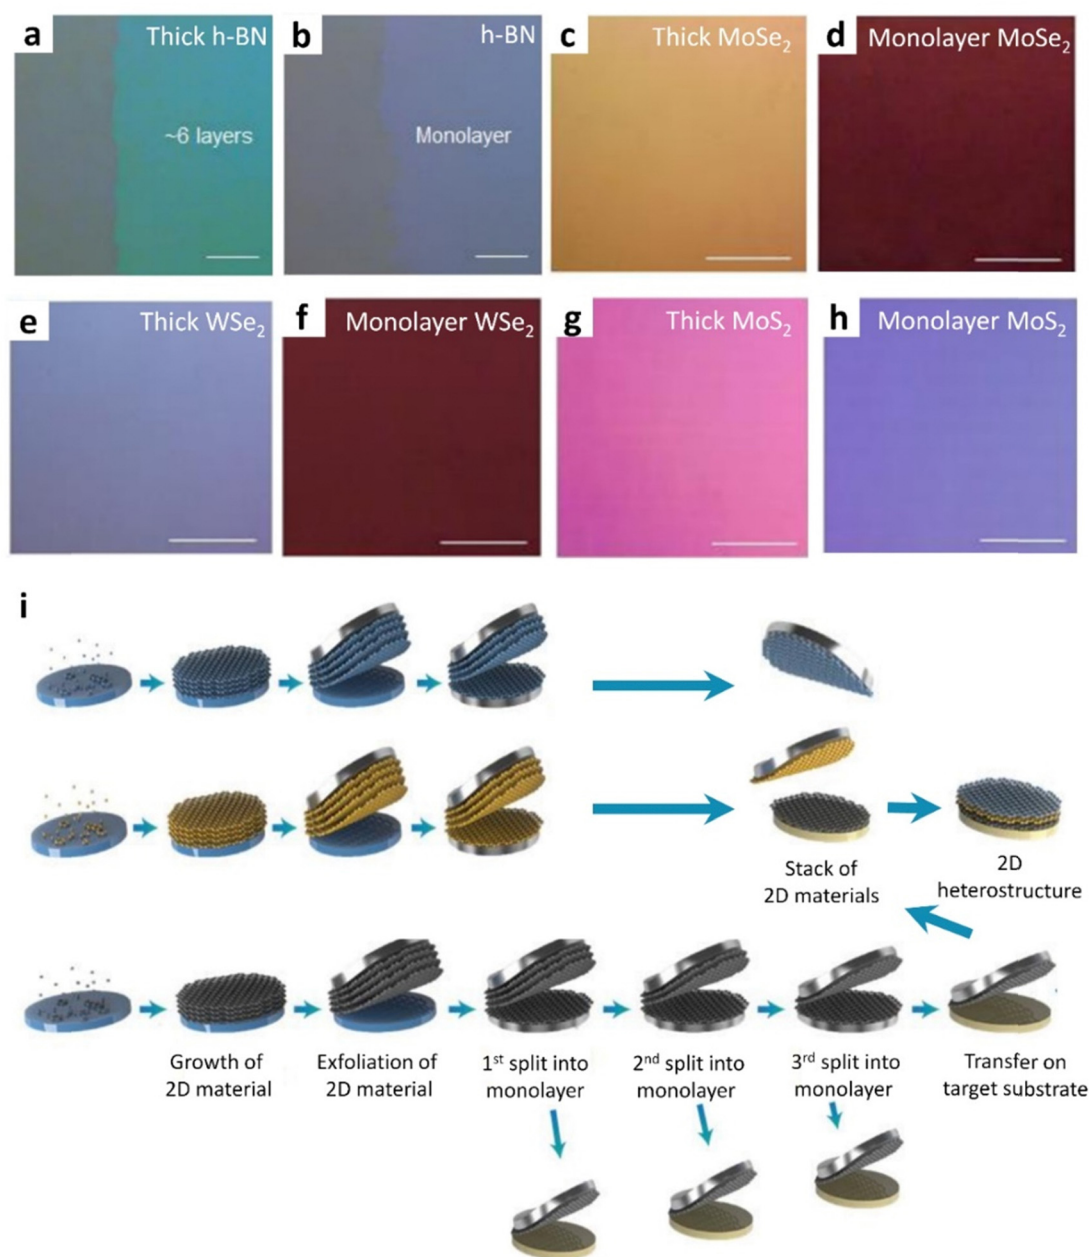 a
Thick h-BN
~6 layers
b
h-BN
Monolayer
c
Thick MoSe₂
d
Monolayer MoSe₂
e
Thick WSe₂
f
Monolayer WSe₂
g
Thick MoS₂
h
Monolayer MoS₂
i
Stack of
2D materials
2D
heterostructure
Growth of
2D material
Exfoliation of
2D material
1ˢᵗ split into
monolayer
2ⁿᵈ split into
monolayer
3ʳᵈ split into
monolayer
Transfer on
target substrate